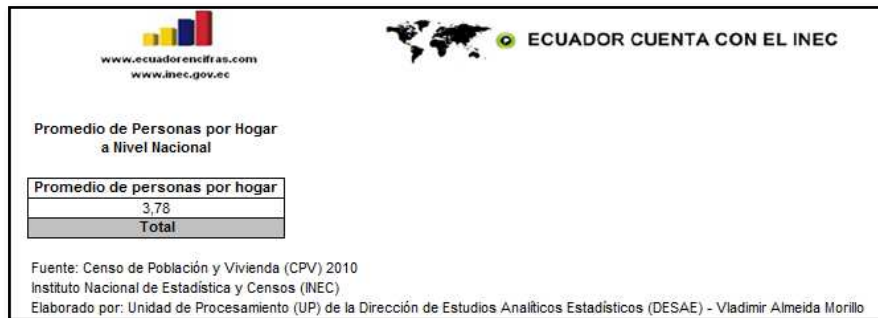 www.ecuadorencifras.com
www.inec.gov.ec
ECUADOR CUENTA CON EL INEC
Promedio de Personas por Hogar
a Nivel Nacional
Promedio de personas por hogar
3,78
Total
Fuente: Censo de Población y Vivienda (CPV) 2010
Instituto Nacional de Estadística y Censos (INEC)
Elaborado por: Unidad de Procesamiento (UP) de la Dirección de Estudios Analíticos Estadísticos (DESAE) - Vladimir Almeida Morillo